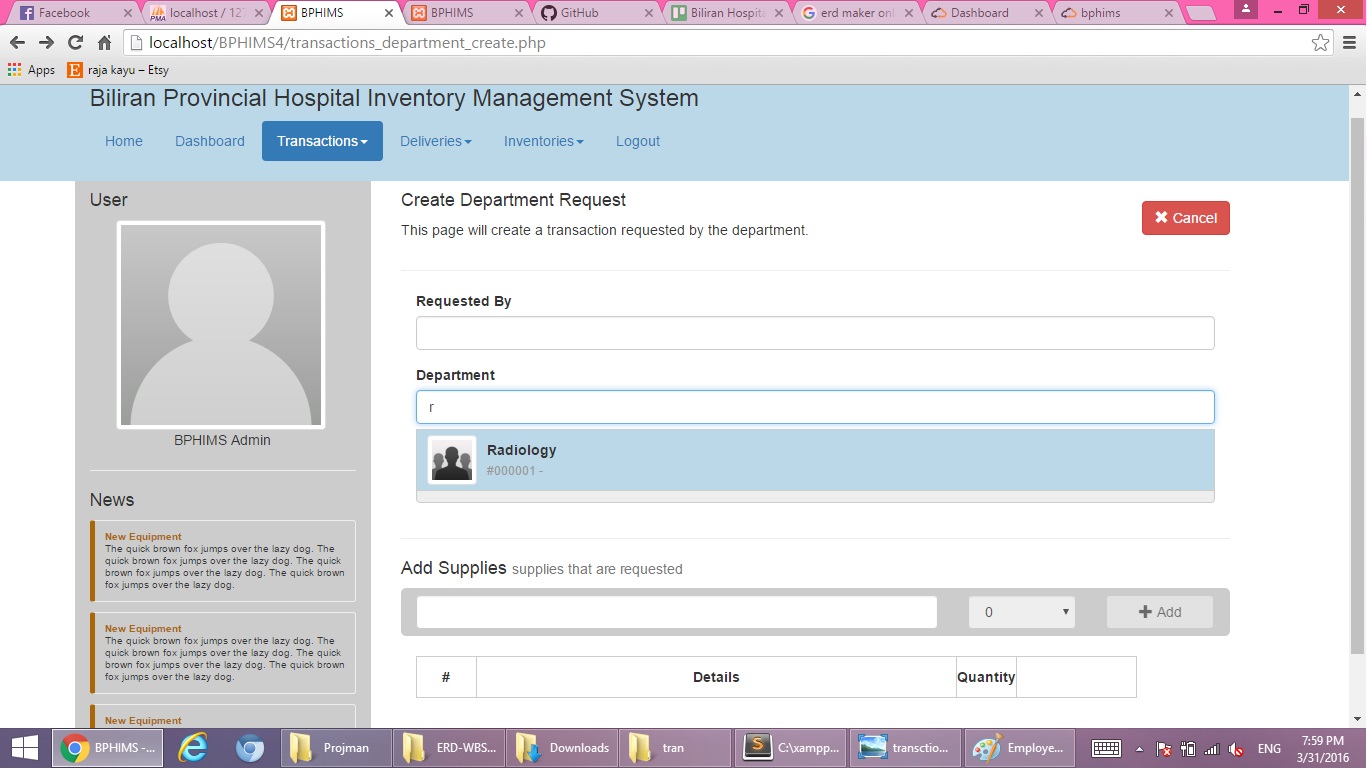 Facebook
localhost / 127
BPHIMS
BPHIMS
GitHub
Biliran Hospita
erd maker onl
Dashboard
bphims
localhost/BPHIMS4/transactions_department_create.php
Apps
raja kayu – Etsy
Biliran Provincial Hospital Inventory Management System
Home
Dashboard
Transactions
Deliveries
Inventories
Logout
User
BPHIMS Admin
News
New Equipment
The quick brown fox jumps over the lazy dog. The
quick brown fox jumps over the lazy dog. The quick
brown fox jumps over the lazy dog. The quick brown
fox jumps over the lazy dog.
New Equipment
The quick brown fox jumps over the lazy dog. The
quick brown fox jumps over the lazy dog. The quick
brown fox jumps over the lazy dog. The quick brown
fox jumps over the lazy dog.
New Equipment
Create Department Request
This page will create a transaction requested by the department.
Cancel
Requested By
Department
r
Radiology
#000001 -
Add Supplies supplies that are requested
0
Add
#
Details
Quantity
BPHIMS -...
Projman
ERD-WBS...
Downloads
tran
C:\xampp...
transctio...
Employe...
ENG
7:59 PM
3/31/2016